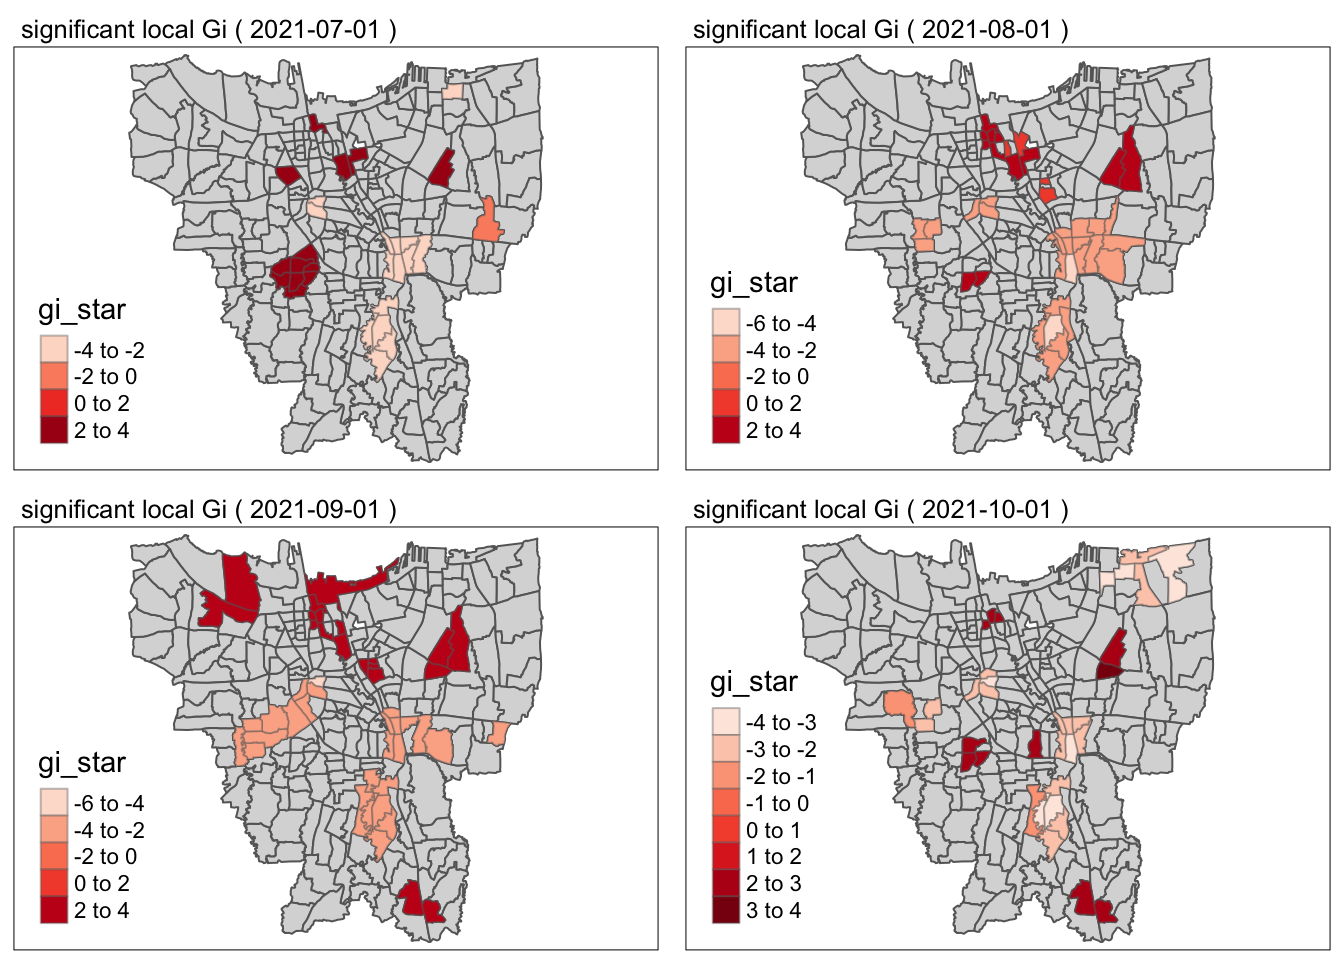 significant local Gi ( 2021-07-01 )
gi_star
-4 to -2
-2 to 0
0 to 2
2 to 4
significant local Gi ( 2021-08-01 )
gi_star
-6 to -4
-4 to -2
-2 to 0
0 to 2
2 to 4
significant local Gi ( 2021-09-01 )
gi_star
-6 to -4
-4 to -2
-2 to 0
0 to 2
2 to 4
significant local Gi ( 2021-10-01 )
gi_star
-4 to -3
-3 to -2
-2 to -1
-1 to 0
0 to 1
1 to 2
2 to 3
3 to 4